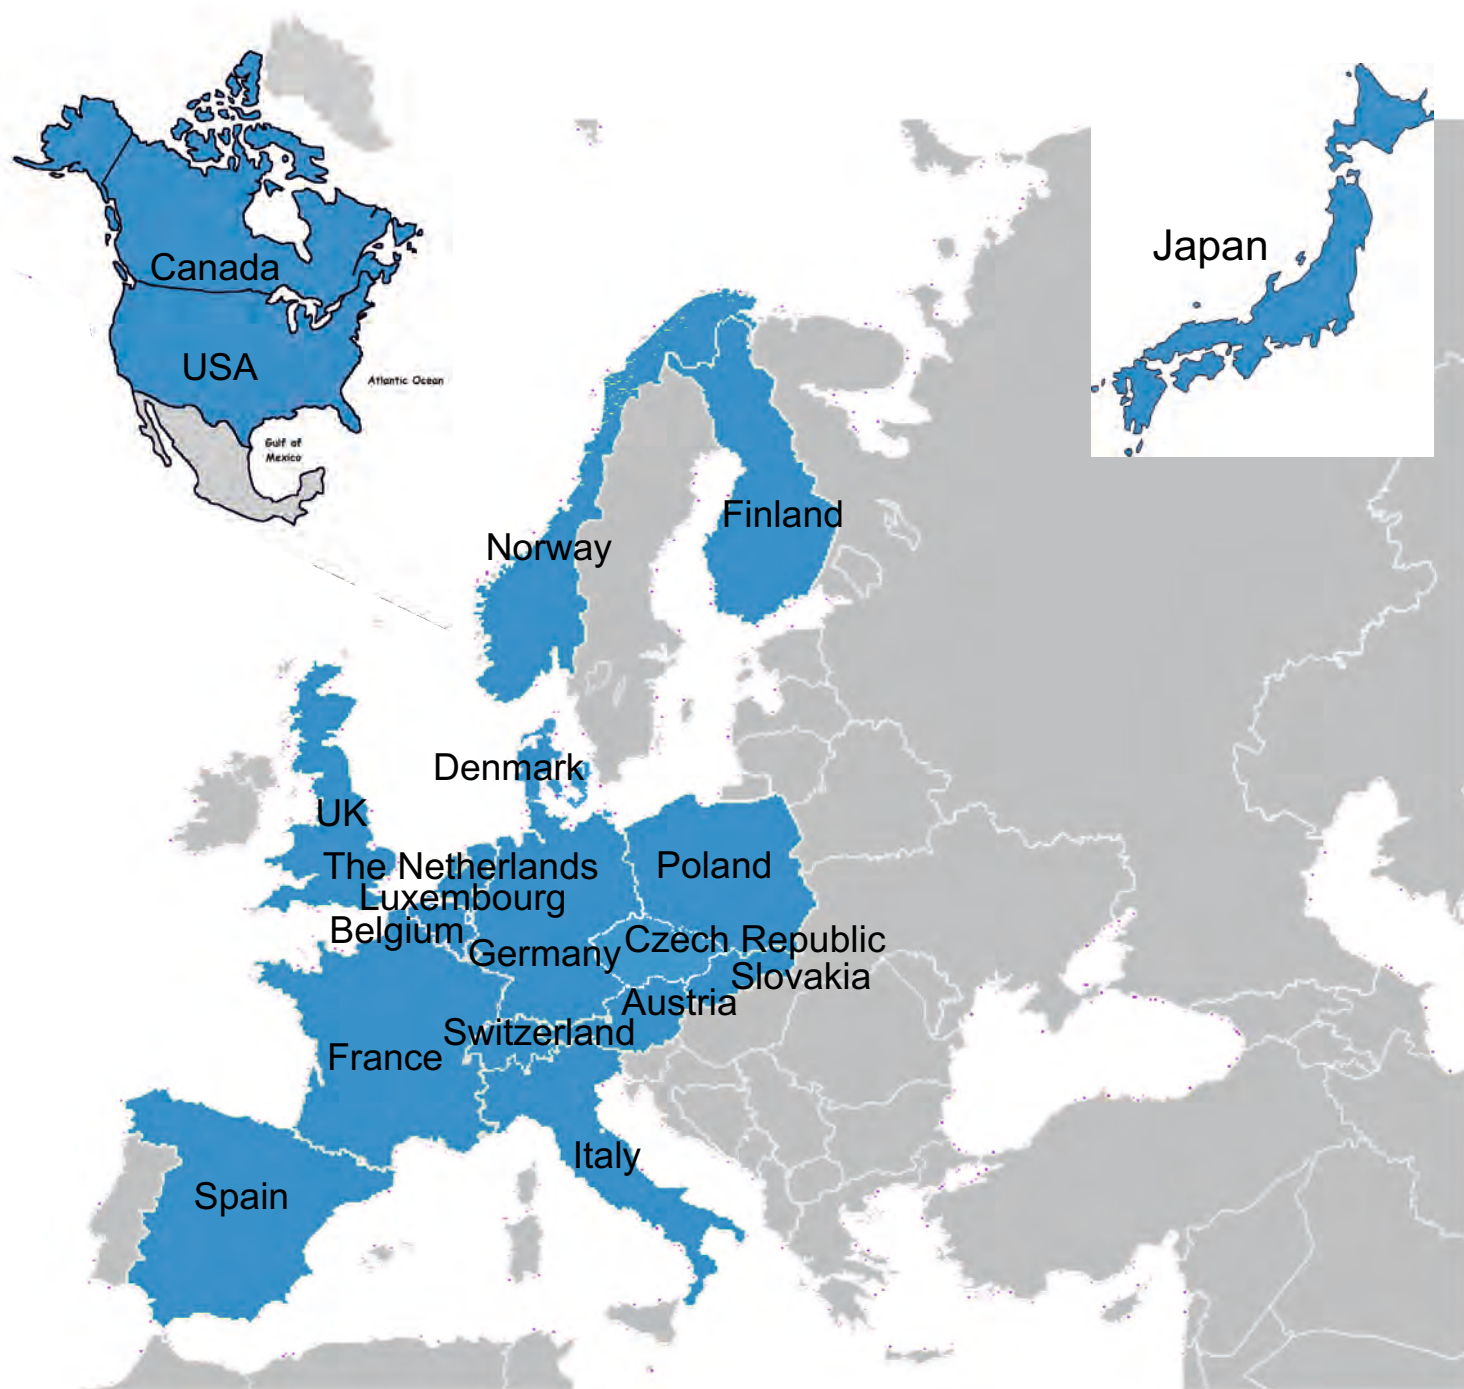 Canada
USA
Atlantic Ocean
Gulf of
Mexico
Japan
Finland
Norway
Denmark
UK
The Netherlands
Luxembourg
Belgium
Poland
Germany
Czech Republic
Slovakia
Austria
Switzerland
France
Italy
Spain